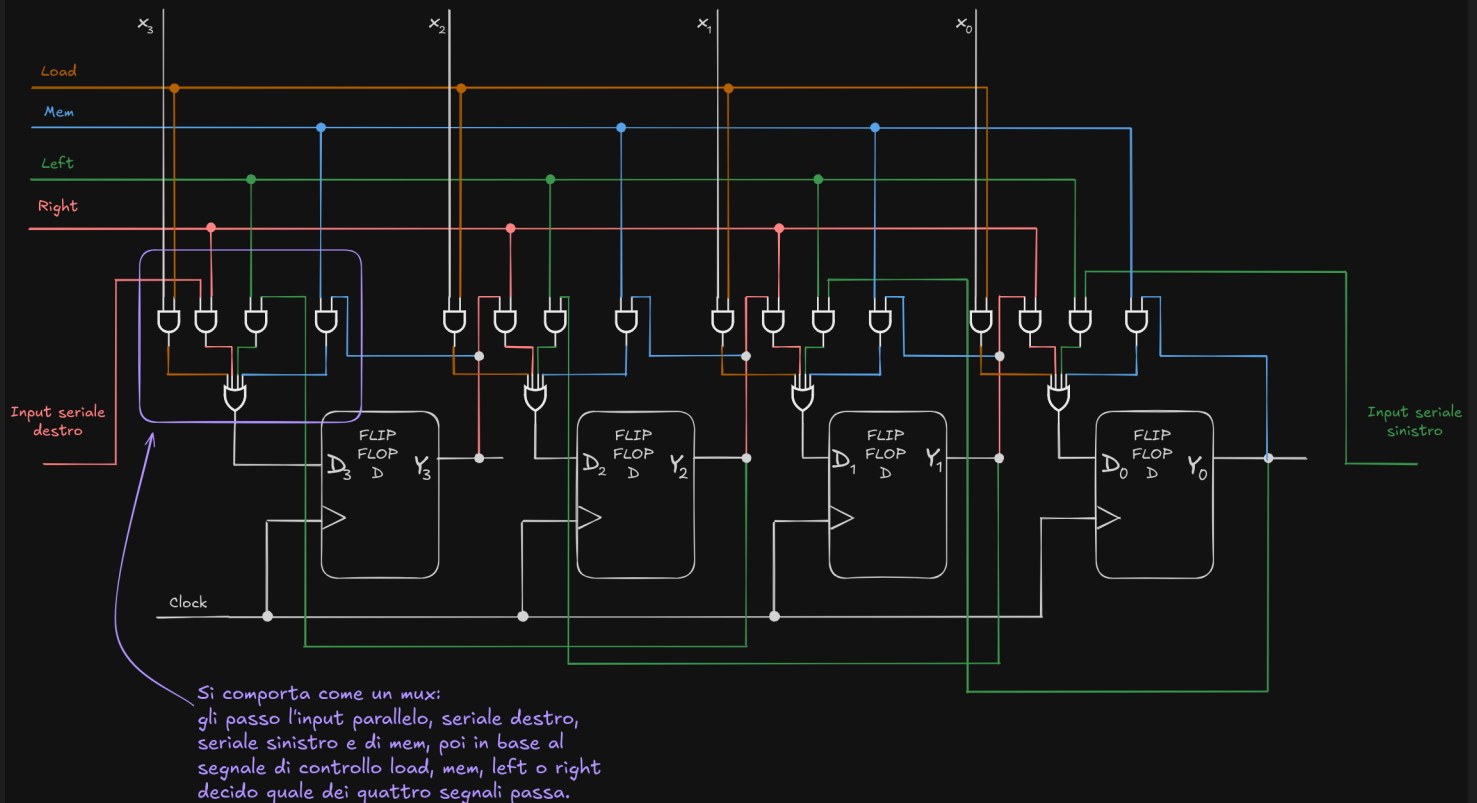 x₃
x₂
x₁
x₀
Load
Mem
Left
Right
Input seriale
destro
Input seriale
sinistro
FLIP
FLOP
D
D₃
Y₃
FLIP
FLOP
D
D₂
Y₂
FLIP
FLOP
D
D₁
Y₁
FLIP
FLOP
D
D₀
Y₀
Clock
Si comporta come un mux:
gli passo l'input parallelo, seriale destro,
seriale sinistro e di mem, poi in base al
segnale di controllo load, mem, left o right
decido quale dei quattro segnali passa.